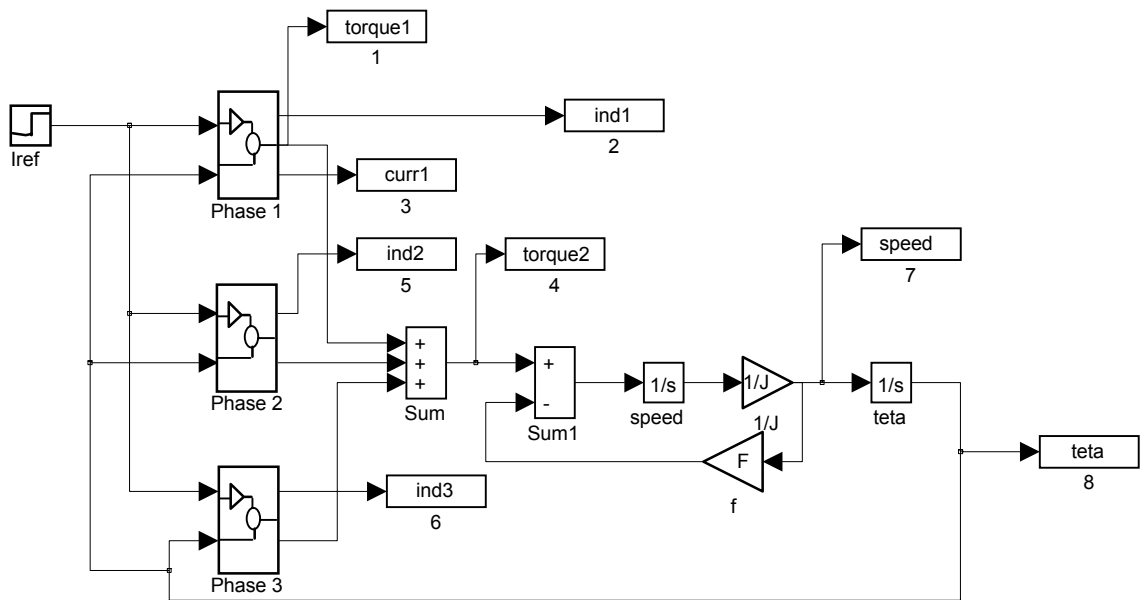 torque1
1
ind1
2
Iref
curr1
3
Phase 1
ind2
5
torque2
4
speed
7
Phase 2
+
+
+
Sum
+
-
Sum1
1/s
speed
1/J
1/J
1/s
teta
F
f
teta
8
ind3
6
Phase 3